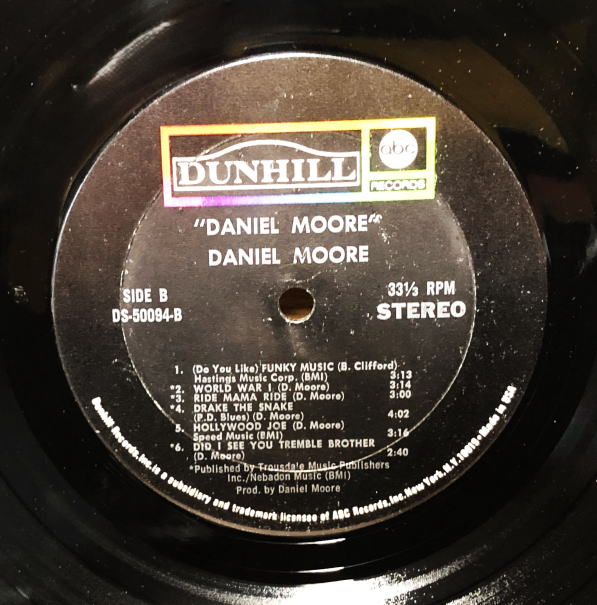 DUNHILL
abc
RECORDS
"DANIEL MOORE"
DANIEL MOORE
SIDE B
DS-50094-B
33⅓ RPM
STEREO
1. (Do You Like) FUNKY MUSIC (B. Clifford)
Hastings Music Corp. (BMI) 3:13
*2. WORLD WAR I (D. Moore) 3:14
*3. RIDE MAMA RIDE (D. Moore) 3:00
*4. DRAKE THE SNAKE
(P.D. Blues) (D. Moore) 4:02
5. HOLLYWOOD JOE (D. Moore)
Speed Music (BMI) 3:16
*6. DID I SEE YOU TREMBLE BROTHER
(D. Moore) 2:40
*Published by Trousdale Music Publishers
Inc./Nebadon Music (BMI)
Prod. by Daniel Moore
Dunhill Records, Inc. is a subsidiary and trademark licensee of ABC Records, Inc. New York, N.Y. 10019 • Made in USA